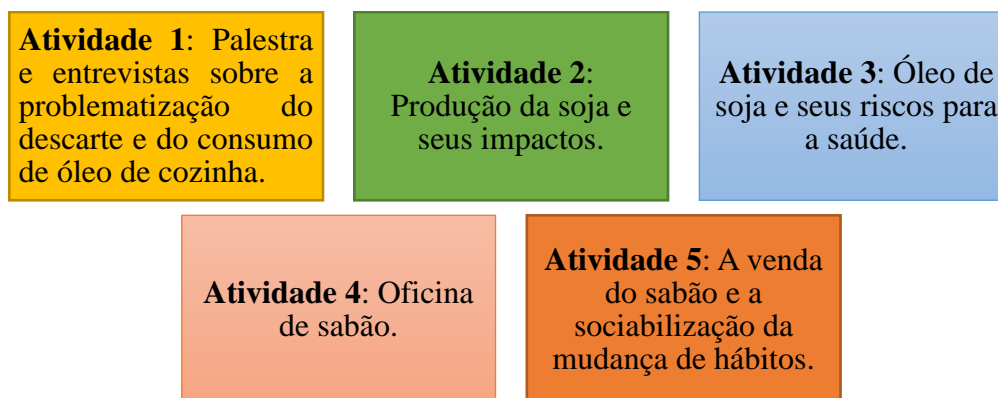 Atividade 1: Palestra
e entrevistas sobre a
problematização do
descarte e do consumo
de óleo de cozinha.
Atividade 2:
Produção da soja e
seus impactos.
Atividade 3: Óleo de
soja e seus riscos para
a saúde.
Atividade 4: Oficina
de sabão.
Atividade 5: A venda
do sabão e a
sociabilização da
mudança de hábitos.